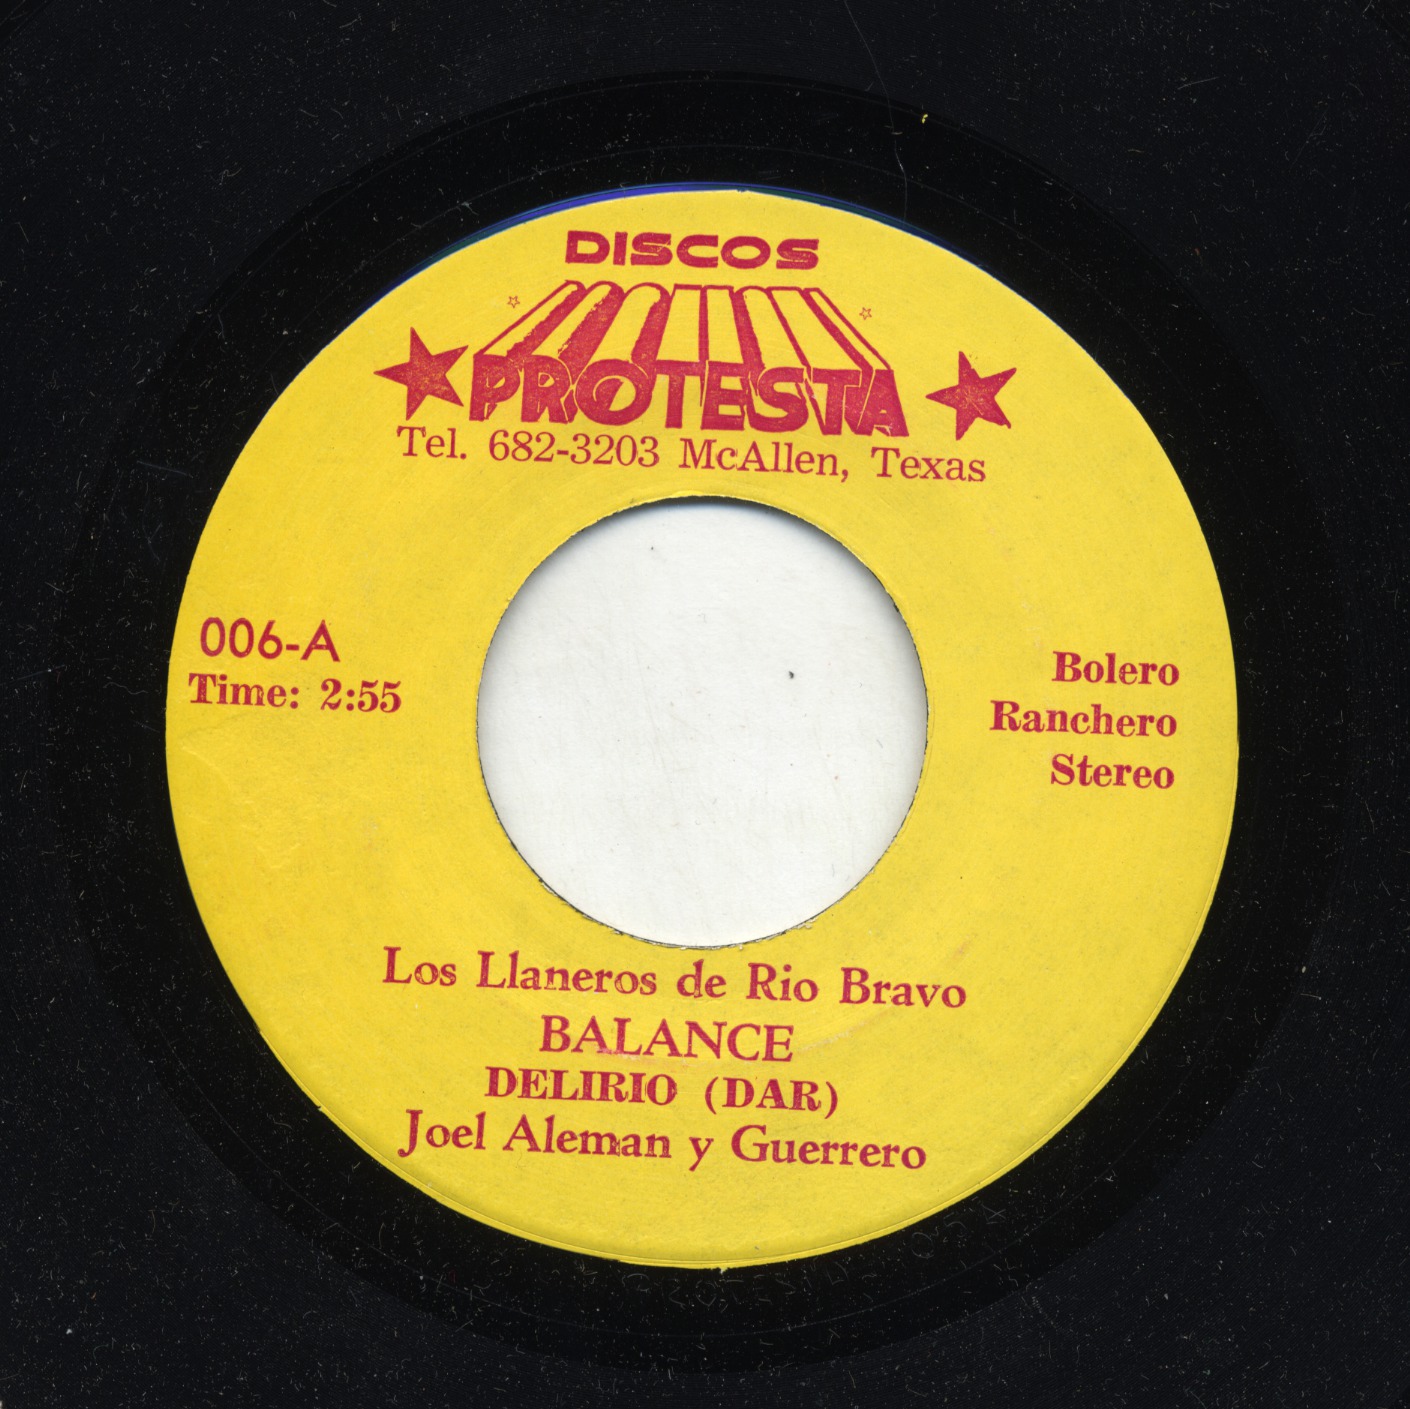 DISCOS
PROTESTA
Tel. 682-3203 McAllen, Texas
006-A
Time: 2:55
Bolero
Ranchero
Stereo
Los Llaneros de Rio Bravo
BALANCE
DELIRIO (DAR)
Joel Aleman y Guerrero